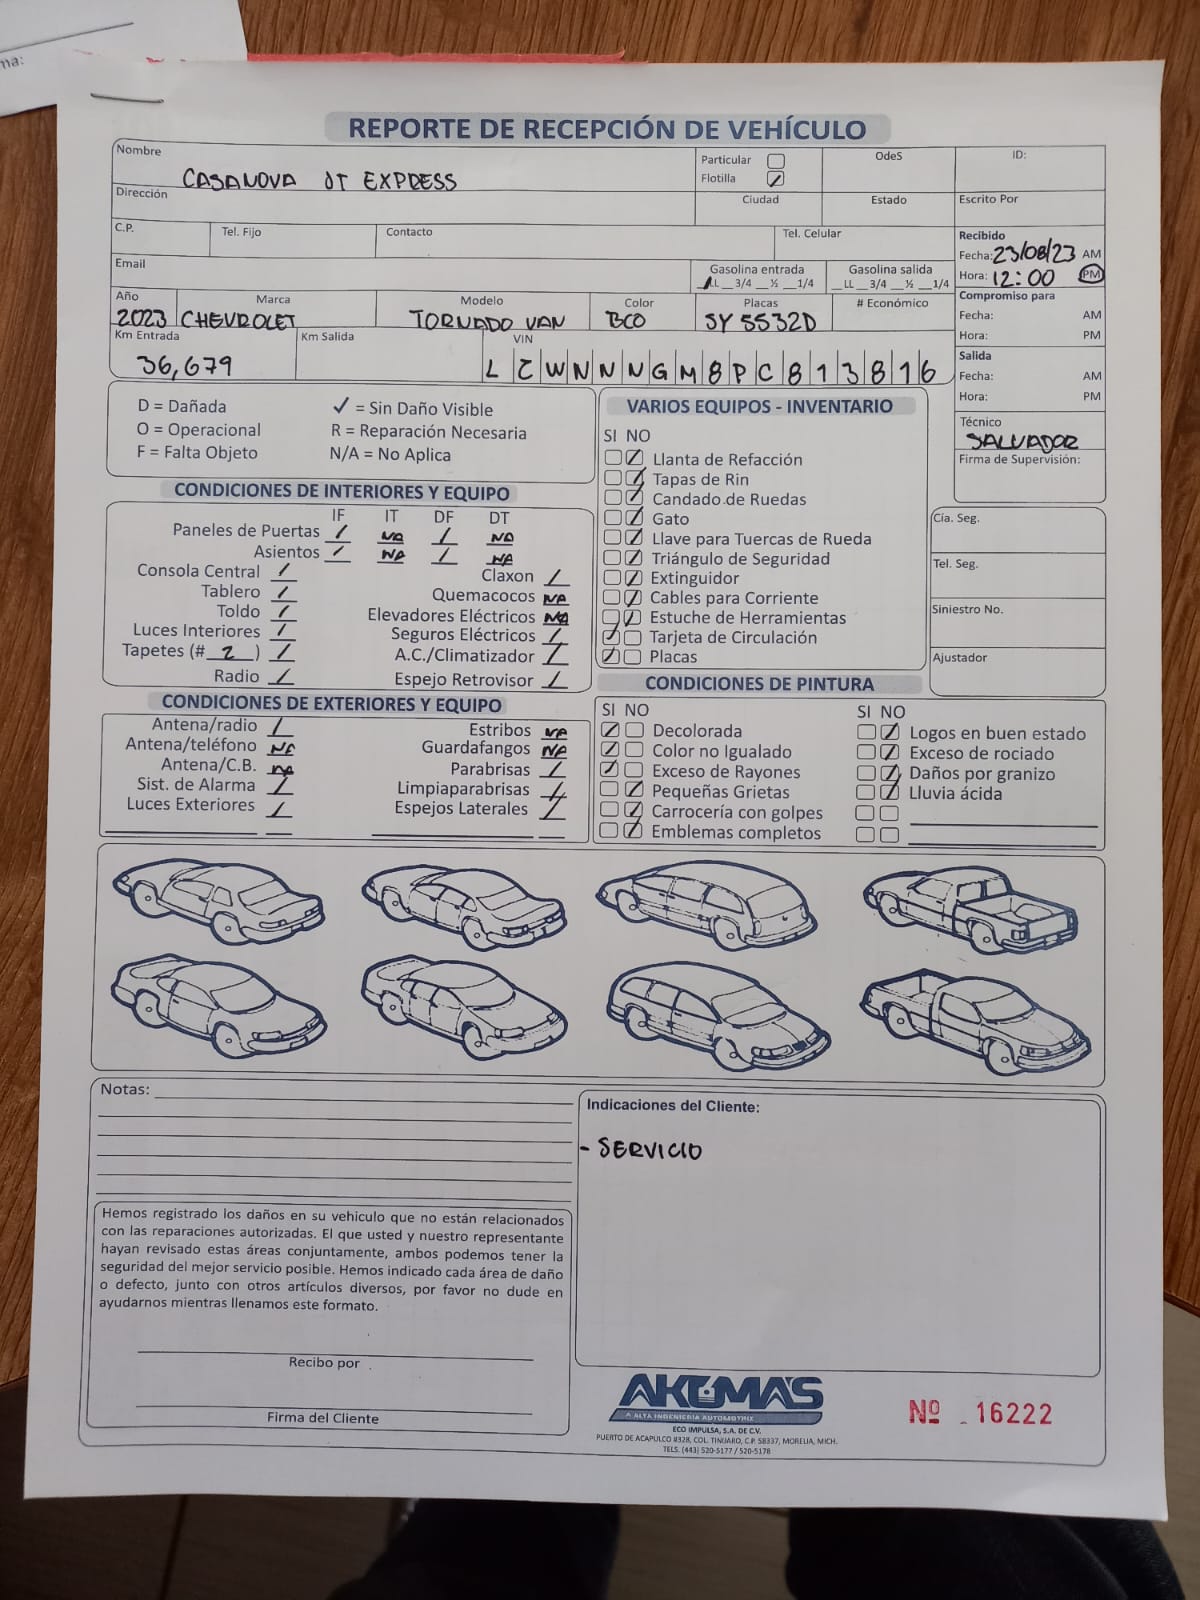 ma:
REPORTE DE RECEPCIÓN DE VEHÍCULO
Nombre
CASANOVA JT EXPRESS
Particular
Flotilla ✓
OdeS
ID:
Dirección
Ciudad
Estado
Escrito Por
C.P.
Tel. Fijo
Contacto
Tel. Celular
Recibido
Fecha: 23/08/23 AM
Hora: 12:00 PM
Email
Gasolina entrada
LL __ 3/4 __ ½ __ 1/4
Gasolina salida
__ LL __ 3/4 __ ½ __ 1/4
Año
2023
Marca
CHEVROLET
Modelo
TORNADO VAN
Color
BCO
Placas
SY5532D
# Económico
Compromiso para
Fecha: AM
Hora: PM
Km Entrada
36,679
Km Salida
VIN
LZWNNNGM8PC813816
Salida
Fecha: AM
Hora: PM
Técnico
SALVADOR
Firma de Supervisión:
D = Dañada
✓ = Sin Daño Visible
O = Operacional
R = Reparación Necesaria
F = Falta Objeto
N/A = No Aplica
CONDICIONES DE INTERIORES Y EQUIPO
IF IT DF DT
Paneles de Puertas / NA / NA
Asientos / NA / NA
Consola Central /
Claxon /
Tablero /
Quemacocos NA
Toldo /
Elevadores Eléctricos NA
Luces Interiores /
Seguros Eléctricos /
Tapetes (# 2 ) /
A.C./Climatizador /
Radio /
Espejo Retrovisor /
VARIOS EQUIPOS - INVENTARIO
SI NO
Llanta de Refacción
Tapas de Rin
Candado de Ruedas
Gato
Llave para Tuercas de Rueda
Triángulo de Seguridad
Extinguidor
Cables para Corriente
Estuche de Herramientas
Tarjeta de Circulación
Placas
Cía. Seg.
Tel. Seg.
Siniestro No.
Ajustador
CONDICIONES DE EXTERIORES Y EQUIPO
Antena/radio /
Estribos NA
Antena/teléfono NA
Guardafangos NA
Antena/C.B. NA
Parabrisas /
Sist. de Alarma /
Limpiaparabrisas /
Luces Exteriores /
Espejos Laterales /
CONDICIONES DE PINTURA
SI NO
Decolorada
Color no Igualado
Exceso de Rayones
Pequeñas Grietas
Carrocería con golpes
Emblemas completos
SI NO
Logos en buen estado
Exceso de rociado
Daños por granizo
Lluvia ácida
Notas:
Indicaciones del Cliente:
- SERVICIO
Hemos registrado los daños en su vehiculo que no están relacionados
con las reparaciones autorizadas. El que usted y nuestro representante
hayan revisado estas áreas conjuntamente, ambos podemos tener la
seguridad del mejor servicio posible. Hemos indicado cada área de daño
o defecto, junto con otros artículos diversos, por favor no dude en
ayudarnos mientras llenamos este formato.
Recibo por
Firma del Cliente
AKUMAS
A ALTA INGENIERÍA AUTOMOTRIZ
ECO IMPULSA, S.A. DE C.V.
PUERTO DE ACAPULCO #328, COL. TINIJARO, C.P. 58337, MORELIA, MICH.
TELS. (443) 520-5177 / 520-5178
Nº 16222